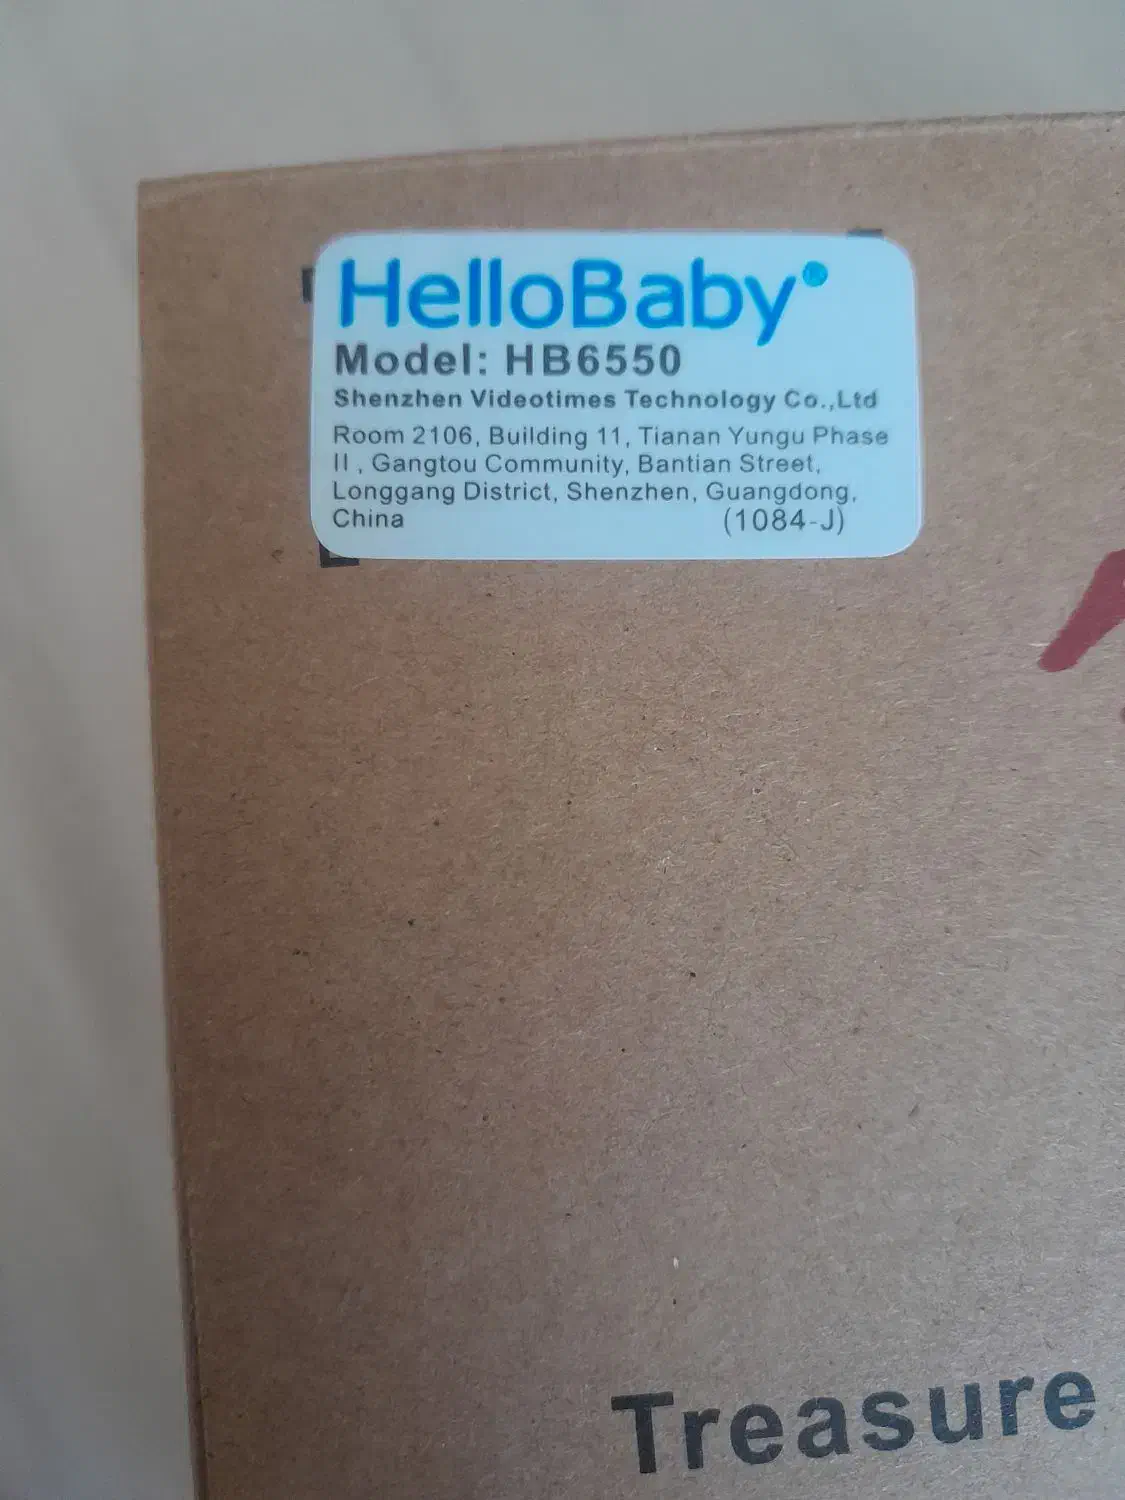 HelloBaby®
Model: HB6550
Shenzhen Videotimes Technology Co.,Ltd
Room 2106, Building 11, Tianan Yungu Phase
II , Gangtou Community, Bantian Street,
Longgang District, Shenzhen, Guangdong,
China (1084-J)
Treasure